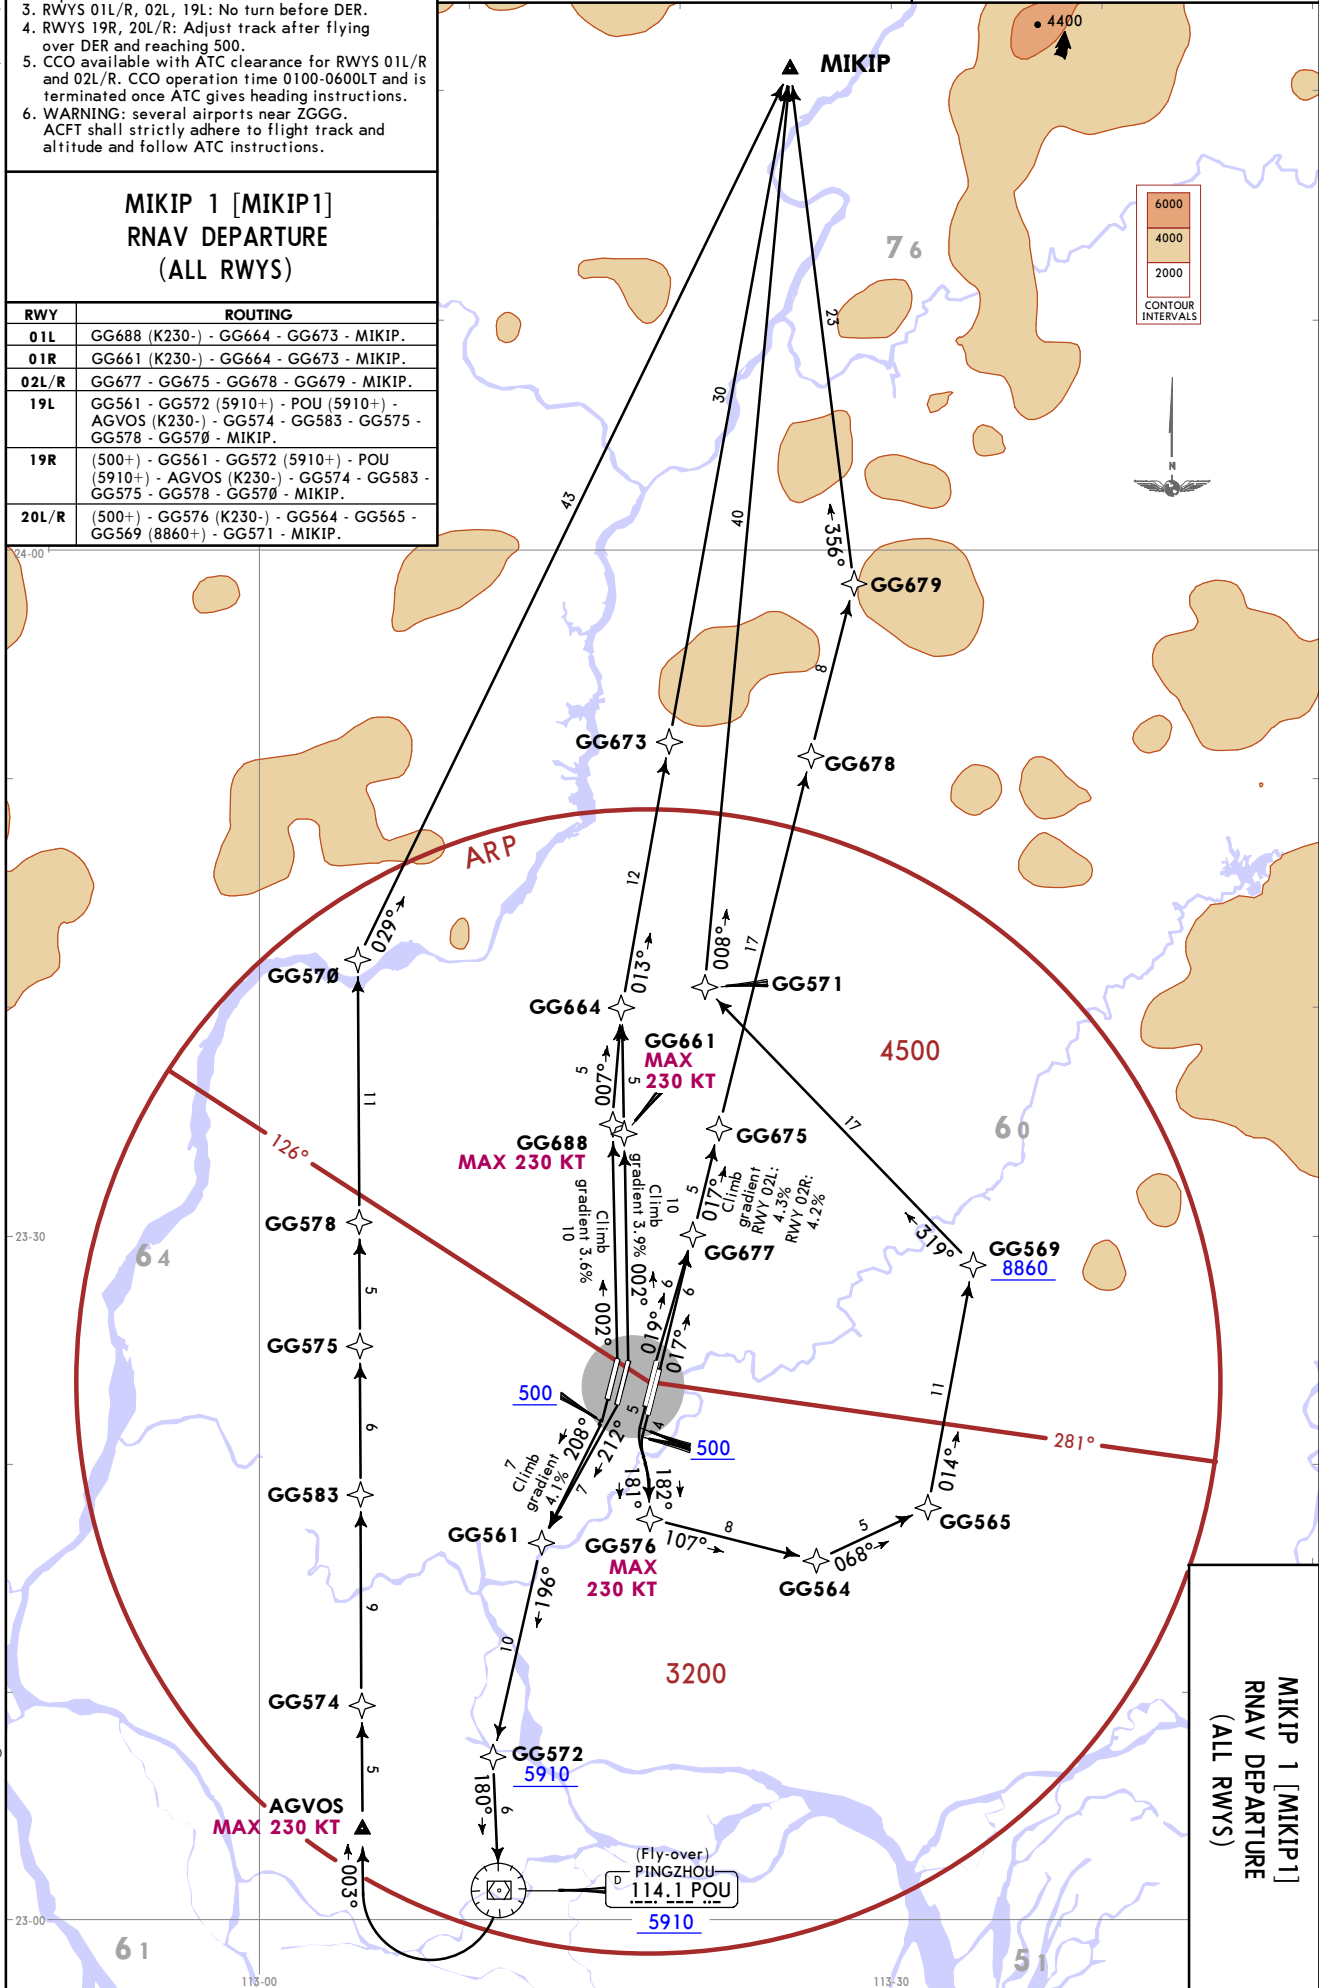 3. RWYS 01L/R, 02L, 19L: No turn before DER.
4. RWYS 19R, 20L/R: Adjust track after flying
over DER and reaching 500.
5. CCO available with ATC clearance for RWYS 01L/R
and 02L/R. CCO operation time 0100-0600LT and is
terminated once ATC gives heading instructions.
6. WARNING: several airports near ZGGG.
ACFT shall strictly adhere to flight track and
altitude and follow ATC instructions.
MIKIP 1 [MIKIP1]
RNAV DEPARTURE
(ALL RWYS)
RWY ROUTING
01L GG688 (K230-) - GG664 - GG673 - MIKIP.
01R GG661 (K230-) - GG664 - GG673 - MIKIP.
02L/R GG677 - GG675 - GG678 - GG679 - MIKIP.
19L GG561 - GG572 (5910+) - POU (5910+) -
AGVOS (K230-) - GG574 - GG583 - GG575 -
GG578 - GG57Ø - MIKIP.
19R (500+) - GG561 - GG572 (5910+) - POU
(5910+) - AGVOS (K230-) - GG574 - GG583 -
GG575 - GG578 - GG57Ø - MIKIP.
20L/R (500+) - GG576 (K230-) - GG564 - GG565 -
GG569 (8860+) - GG571 - MIKIP.
4400
MIKIP
76
6000
4000
2000
CONTOUR
INTERVALS
N
23
30
40
43
24-00
356°
GG679
8
GG673
GG678
ARP
12
17
029°
GG57Ø
013°
008°
GG571
GG664
GG661
MAX
230 KT
4500
5
007°
5
11
17
60
126°
GG688
MAX 230 KT
GG675
5
017°
Climb
gradient
RWY 02L:
4.3%
RWY 02R:
4.2%
10
Climb
gradient 3.9%
002°
Climb
gradient 3.6%
10
002°
GG578
23-30
64
GG677
319°
GG569
8860
5
6
6
019°
017°
GG575
500
5
4
11
281°
6
208°
212°
500
7
Climb
gradient
4.1%
7
181°
182°
014°
GG583
GG561
GG576
MAX
230 KT
107°
8
5
068°
GG565
GG564
196°
9
10
3200
GG574
GG572
5910
5
180°
6
AGVOS
MAX 230 KT
003°
(Fly-over)
PINGZHOU
D
114.1 POU
5910
23-00
61
51
113-00
113-30
MIKIP 1 [MIKIP1]
RNAV DEPARTURE
(ALL RWYS)